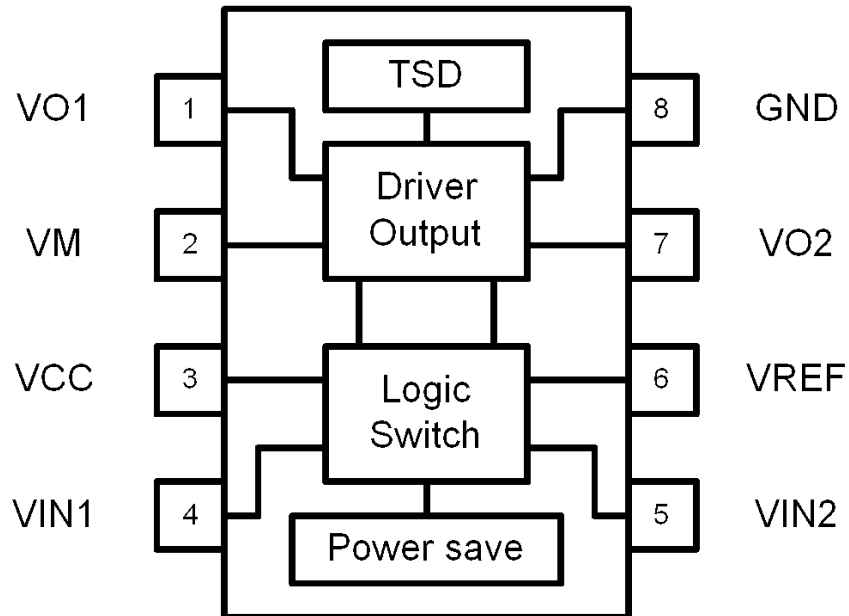 TSD
VO1
1
8
GND
Driver
Output
VM
2
7
VO2
VCC
3
6
VREF
Logic
Switch
VIN1
4
5
VIN2
Power save